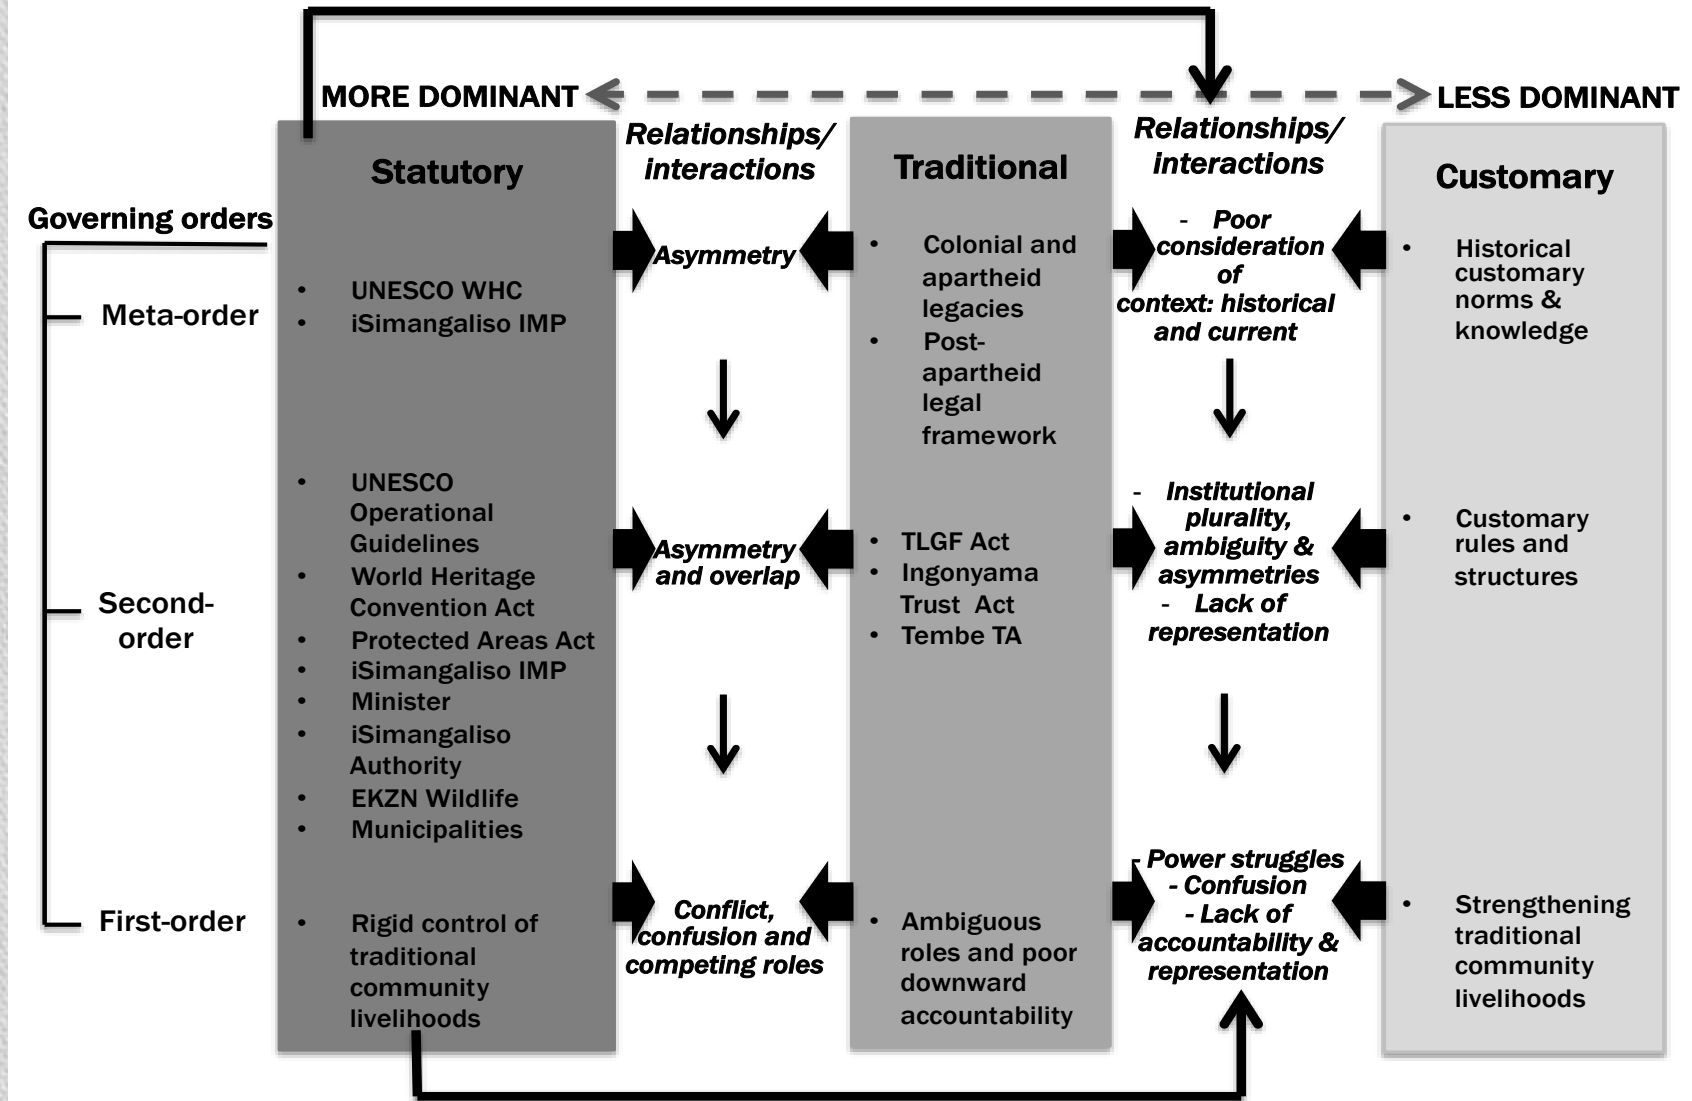 MORE DOMINANT
LESS DOMINANT
Governing orders
Meta-order
Second-
order
First-order
Statutory
• UNESCO WHC
• iSimangaliso IMP
• UNESCO
Operational
Guidelines
• World Heritage
Convention Act
• Protected Areas Act
• iSimangaliso IMP
• Minister
• iSimangaliso
Authority
• EKZN Wildlife
• Municipalities
• Rigid control of
traditional
community
livelihoods
Relationships/
interactions
Asymmetry
Asymmetry
and overlap
Conflict,
confusion and
competing roles
Traditional
• Colonial and
apartheid
legacies
• Post-
apartheid
legal
framework
• TLGF Act
• Ingonyama
Trust Act
• Tembe TA
• Ambiguous
roles and poor
downward
accountability
Relationships/
interactions
- Poor
consideration
of
context: historical
and current
- Institutional
plurality,
ambiguity &
asymmetries
- Lack of
representation
- Power struggles
- Confusion
- Lack of
accountability &
representation
Customary
• Historical
customary
norms &
knowledge
• Customary
rules and
structures
• Strengthening
traditional
community
livelihoods